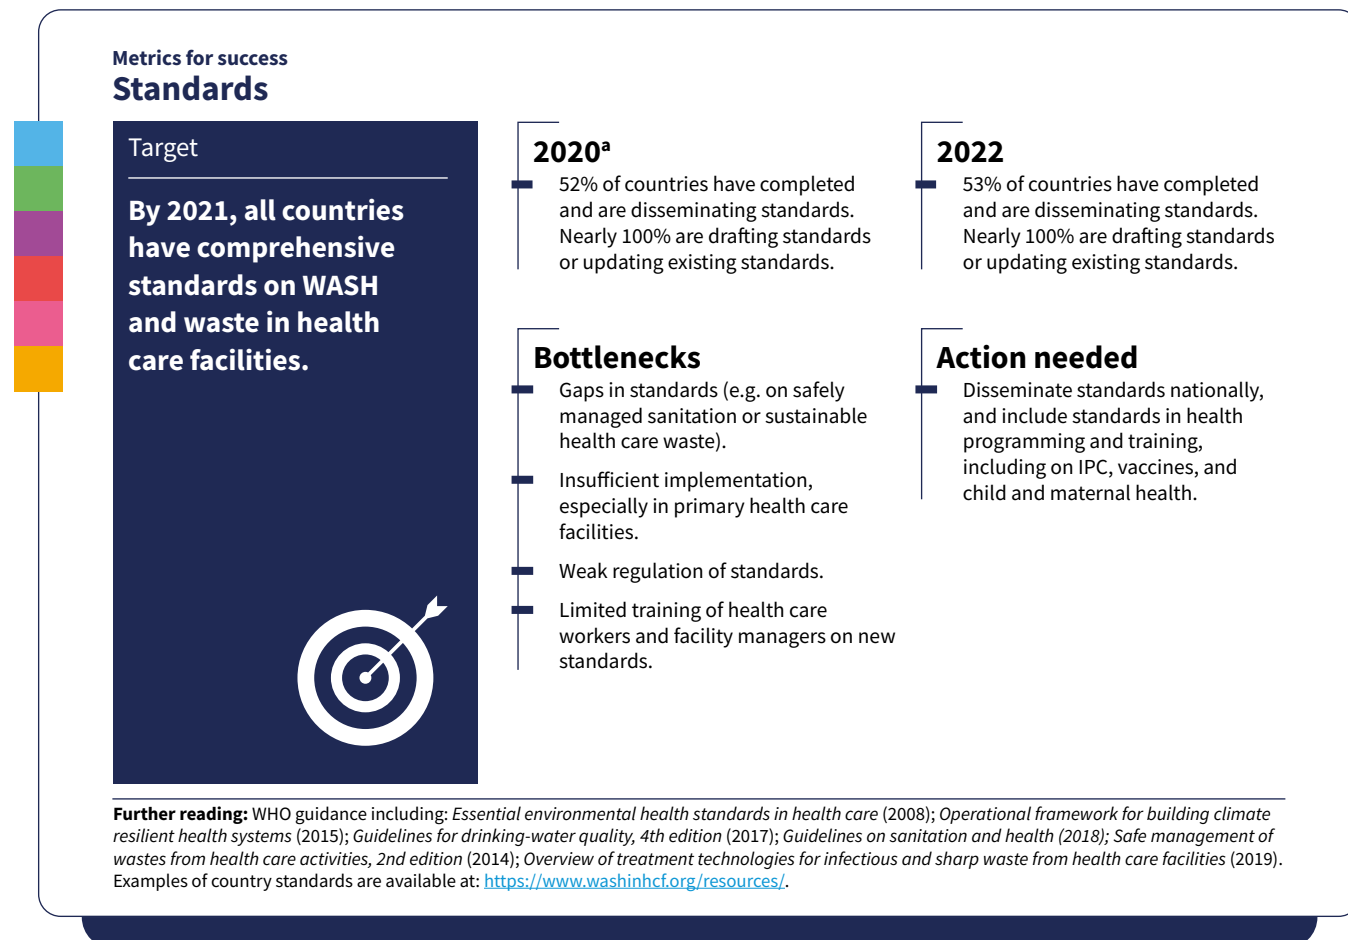 Metrics for success
Standards
Target
By 2021, all countries
have comprehensive
standards on WASH
and waste in health
care facilities.
2020ᵃ
52% of countries have completed
and are disseminating standards.
Nearly 100% are drafting standards
or updating existing standards.
2022
53% of countries have completed
and are disseminating standards.
Nearly 100% are drafting standards
or updating existing standards.
Bottlenecks
Gaps in standards (e.g. on safely
managed sanitation or sustainable
health care waste).
Insufficient implementation,
especially in primary health care
facilities.
Weak regulation of standards.
Limited training of health care
workers and facility managers on new
standards.
Action needed
Disseminate standards nationally,
and include standards in health
programming and training,
including on IPC, vaccines, and
child and maternal health.
Further reading: WHO guidance including: Essential environmental health standards in health care (2008); Operational framework for building climate
resilient health systems (2015); Guidelines for drinking-water quality, 4th edition (2017); Guidelines on sanitation and health (2018); Safe management of
wastes from health care activities, 2nd edition (2014); Overview of treatment technologies for infectious and sharp waste from health care facilities (2019).
Examples of country standards are available at: https://www.washinhcf.org/resources/.